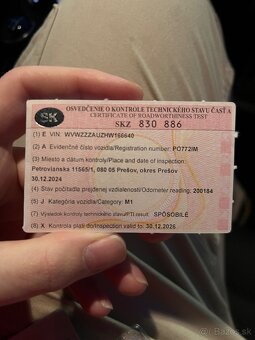 SK
OSVEDČENIE O KONTROLE TECHNICKÉHO STAVU ČASŤ A
CERTIFICATE OF ROADWORTHINESS TEST
SKZ 830 886
(1) E VIN: WVWZZZAUZHW166640
(2) A Evidenčné číslo vozidla/Registration number: PO772IM
(3) Miesto a dátum kontroly/Place and date of inspection:
Petrovianska 11565/1, 080 05 Prešov, okres Prešov
30.12.2024
(4) Stav počítadla prejdenej vzdialenosti/Odometer reading: 200184
(5) J Kategória vozidla/Category: M1
(7) Výsledok kontroly technického stavu/PTI result SPÔSOBILÉ
(8) X Kontrola platí do/Inspection valid to: 30.12.2026
Bazos.sk